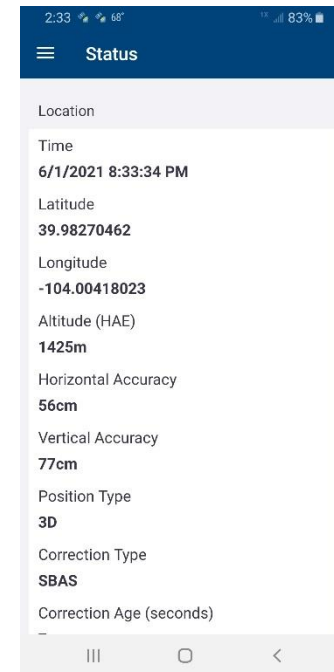 2:33 68° 1X 83%
Status
Location
Time
6/1/2021 8:33:34 PM
Latitude
39.98270462
Longitude
-104.00418023
Altitude (HAE)
1425m
Horizontal Accuracy
56cm
Vertical Accuracy
77cm
Position Type
3D
Correction Type
SBAS
Correction Age (seconds)